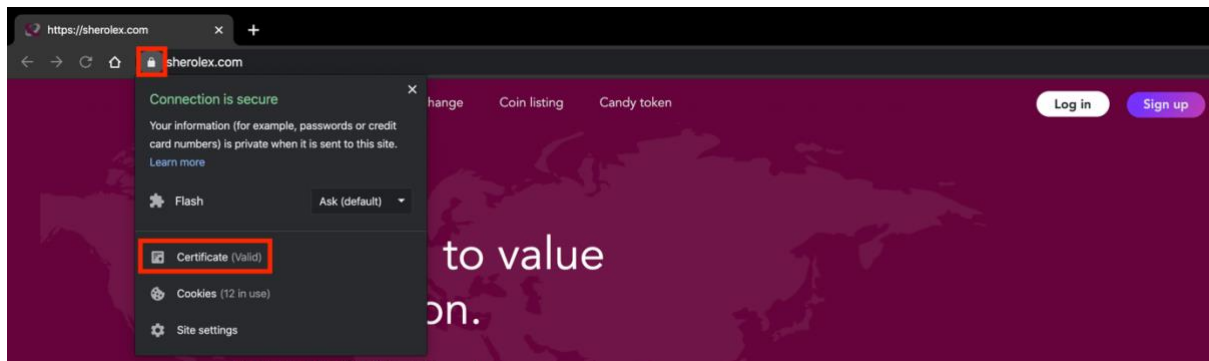 https://sherolex.com
sherolex.com
Connection is secure
hange Coin listing Candy token
Log in Sign up
Your information (for example, passwords or credit
card numbers) is private when it is sent to this site.
Learn more
Flash Ask (default)
to value
Certificate (Valid)
Cookies (12 in use)
on.
Site settings